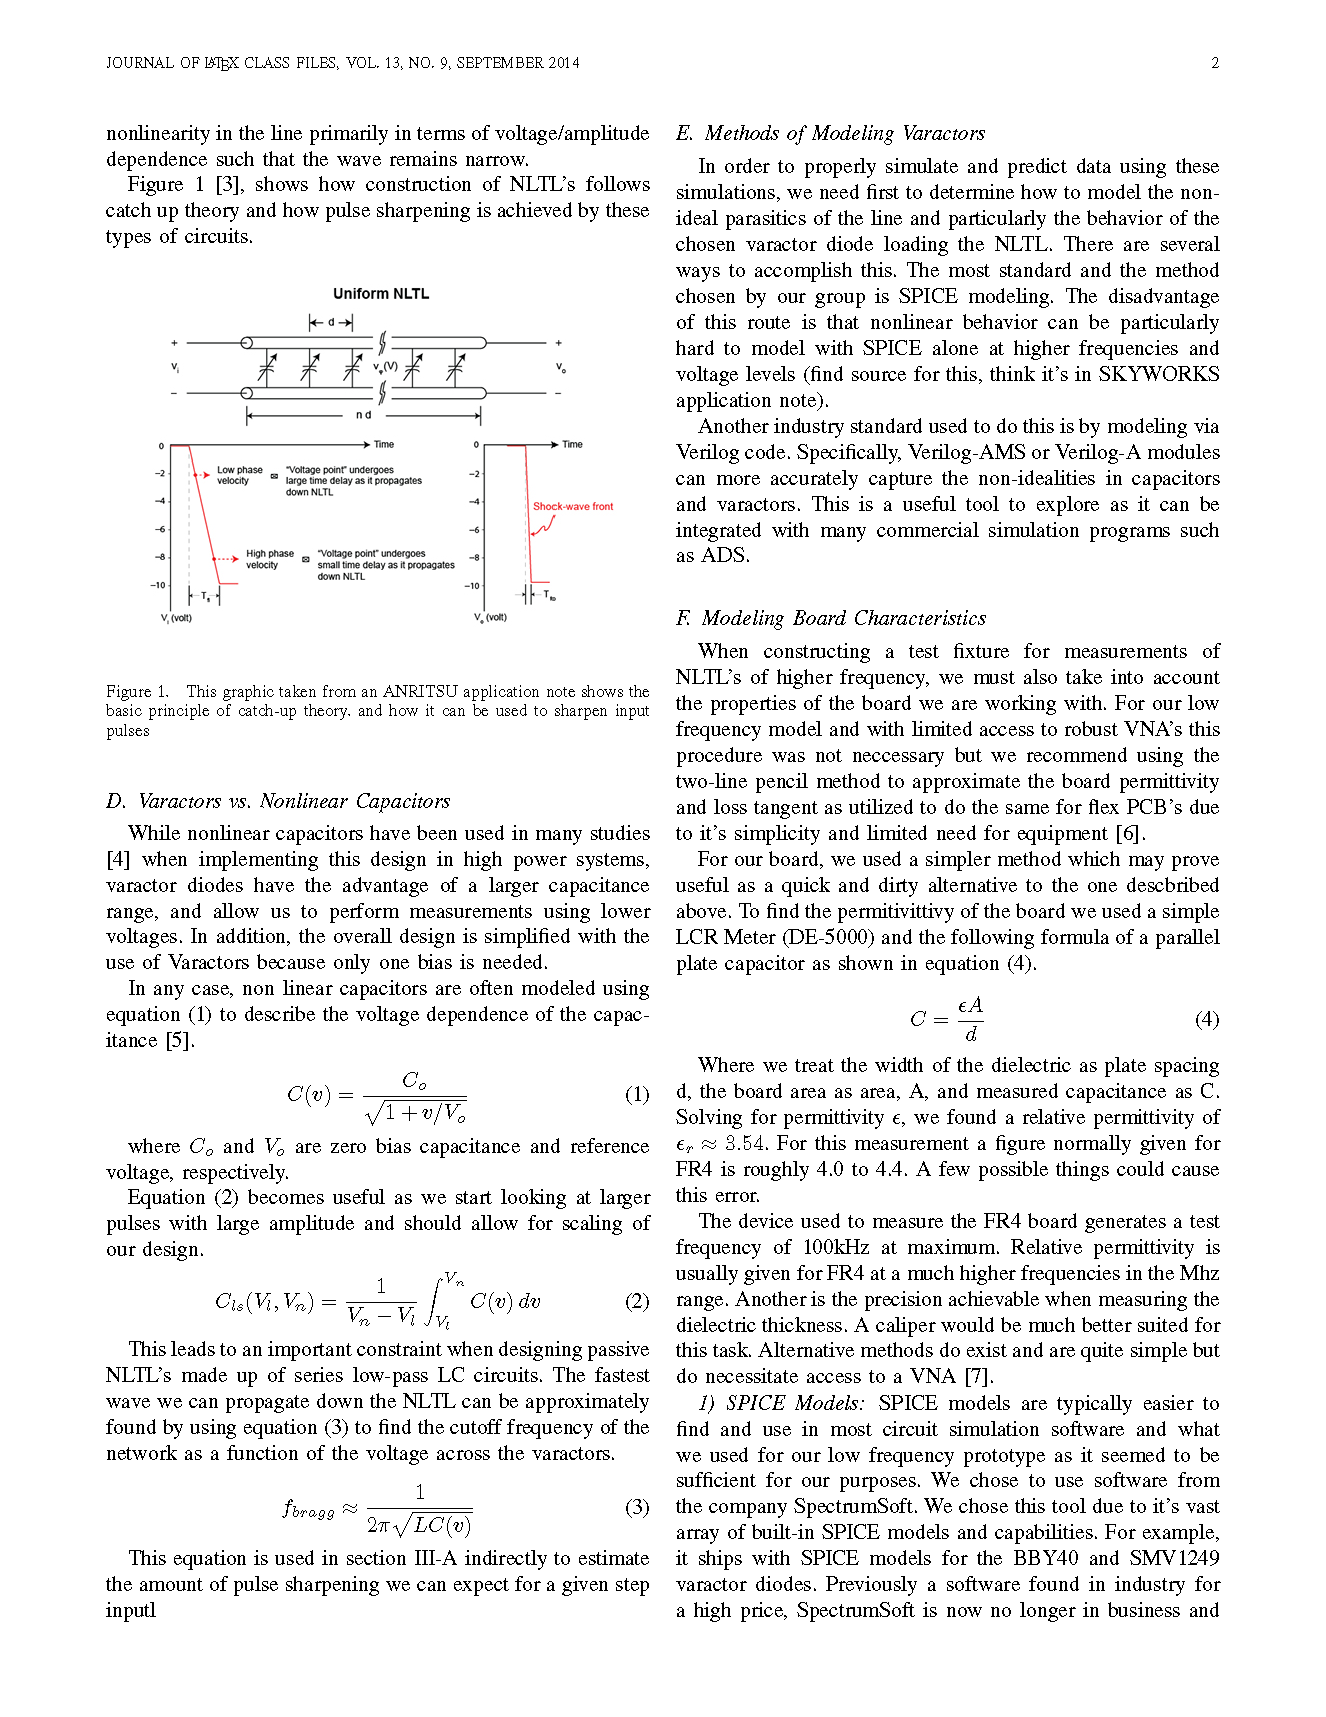 JOURNAL OF LATEX CLASS FILES, VOL. 13, NO. 9, SEPTEMBER 2014
2
nonlinearity in the line primarily in terms of voltage/amplitude
dependence such that the wave remains narrow.
Figure 1 [3], shows how construction of NLTL's follows
catch up theory and how pulse sharpening is achieved by these
types of circuits.
Uniform NLTL
d
+ +
Vᵢ vᵩ(V) Vₒ
– –
n d
0 Time
–2
–4
–6
–8
–10
Low phase
velocity
"Voltage point" undergoes
large time delay as it propagates
down NLTL
High phase
velocity
"Voltage point" undergoes
small time delay as it propagates
down NLTL
Vᵢ (volt)
0 Time
–2
–4
–6
–8
–10
Shock-wave front
Vₒ (volt)
Figure 1. This graphic taken from an ANRITSU application note shows the
basic principle of catch-up theory. and how it can be used to sharpen input
pulses
D. Varactors vs. Nonlinear Capacitors
While nonlinear capacitors have been used in many studies
[4] when implementing this design in high power systems,
varactor diodes have the advantage of a larger capacitance
range, and allow us to perform measurements using lower
voltages. In addition, the overall design is simplified with the
use of Varactors because only one bias is needed.
In any case, non linear capacitors are often modeled using
equation (1) to describe the voltage dependence of the capac-
itance [5].
C(v) = Cₒ / √(1 + v/Vₒ) (1)
where Cₒ and Vₒ are zero bias capacitance and reference
voltage, respectively.
Equation (2) becomes useful as we start looking at larger
pulses with large amplitude and should allow for scaling of
our design.
C_ls(V_l, V_n) = 1/(V_n − V_l) ∫_{V_l}^{V_n} C(v) dv (2)
This leads to an important constraint when designing passive
NLTL's made up of series low-pass LC circuits. The fastest
wave we can propagate down the NLTL can be approximately
found by using equation (3) to find the cutoff frequency of the
network as a function of the voltage across the varactors.
f_bragg ≈ 1 / (2π√(LC(v))) (3)
This equation is used in section III-A indirectly to estimate
the amount of pulse sharpening we can expect for a given step
inputl
E. Methods of Modeling Varactors
In order to properly simulate and predict data using these
simulations, we need first to determine how to model the non-
ideal parasitics of the line and particularly the behavior of the
chosen varactor diode loading the NLTL. There are several
ways to accomplish this. The most standard and the method
chosen by our group is SPICE modeling. The disadvantage
of this route is that nonlinear behavior can be particularly
hard to model with SPICE alone at higher frequencies and
voltage levels (find source for this, think it's in SKYWORKS
application note).
Another industry standard used to do this is by modeling via
Verilog code. Specifically, Verilog-AMS or Verilog-A modules
can more accurately capture the non-idealities in capacitors
and varactors. This is a useful tool to explore as it can be
integrated with many commercial simulation programs such
as ADS.
F. Modeling Board Characteristics
When constructing a test fixture for measurements of
NLTL's of higher frequency, we must also take into account
the properties of the board we are working with. For our low
frequency model and with limited access to robust VNA's this
procedure was not neccessary but we recommend using the
two-line pencil method to approximate the board permittivity
and loss tangent as utilized to do the same for flex PCB's due
to it's simplicity and limited need for equipment [6].
For our board, we used a simpler method which may prove
useful as a quick and dirty alternative to the one descbribed
above. To find the permitivittivy of the board we used a simple
LCR Meter (DE-5000) and the following formula of a parallel
plate capacitor as shown in equation (4).
C = ϵA / d (4)
Where we treat the width of the dielectric as plate spacing
d, the board area as area, A, and measured capacitance as C.
Solving for permittivity ϵ, we found a relative permittivity of
ϵᵣ ≈ 3.54. For this measurement a figure normally given for
FR4 is roughly 4.0 to 4.4. A few possible things could cause
this error.
The device used to measure the FR4 board generates a test
frequency of 100kHz at maximum. Relative permittivity is
usually given for FR4 at a much higher frequencies in the Mhz
range. Another is the precision achievable when measuring the
dielectric thickness. A caliper would be much better suited for
this task. Alternative methods do exist and are quite simple but
do necessitate access to a VNA [7].
1) SPICE Models: SPICE models are typically easier to
find and use in most circuit simulation software and what
we used for our low frequency prototype as it seemed to be
sufficient for our purposes. We chose to use software from
the company SpectrumSoft. We chose this tool due to it's vast
array of built-in SPICE models and capabilities. For example,
it ships with SPICE models for the BBY40 and SMV1249
varactor diodes. Previously a software found in industry for
a high price, SpectrumSoft is now no longer in business and